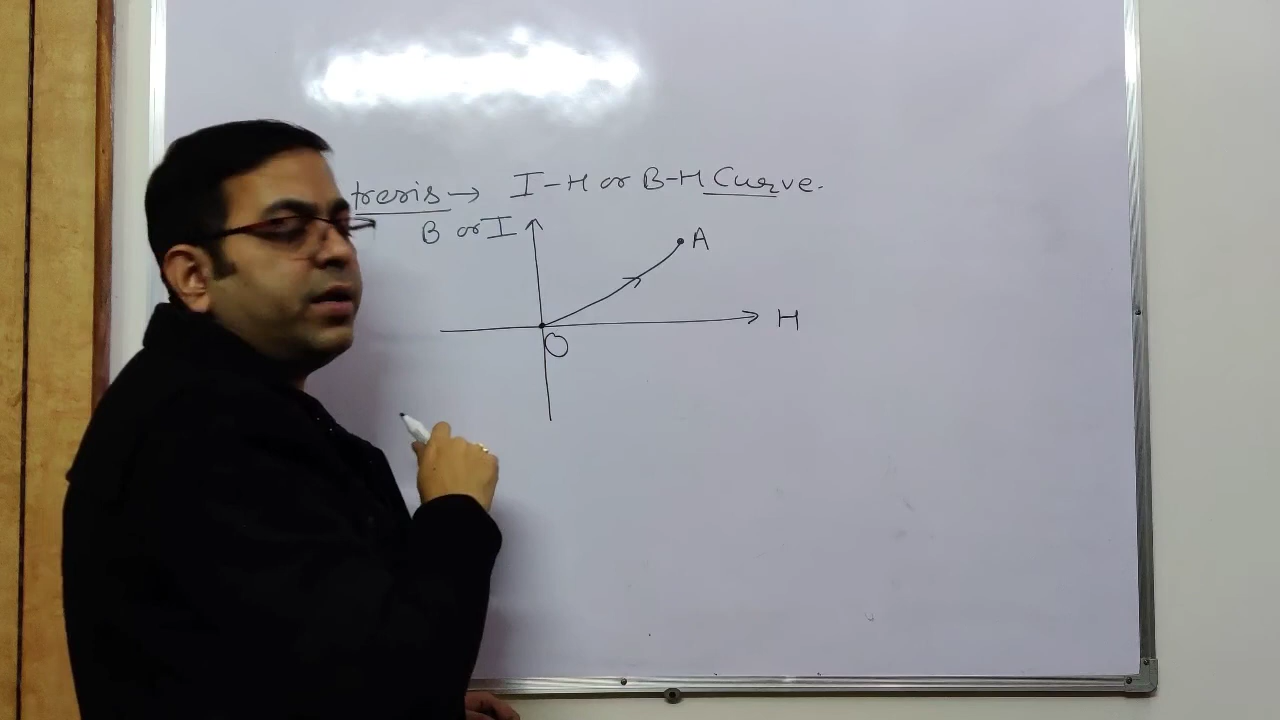 teresis → I-H or B-H Curve.
B or I
A
H
O